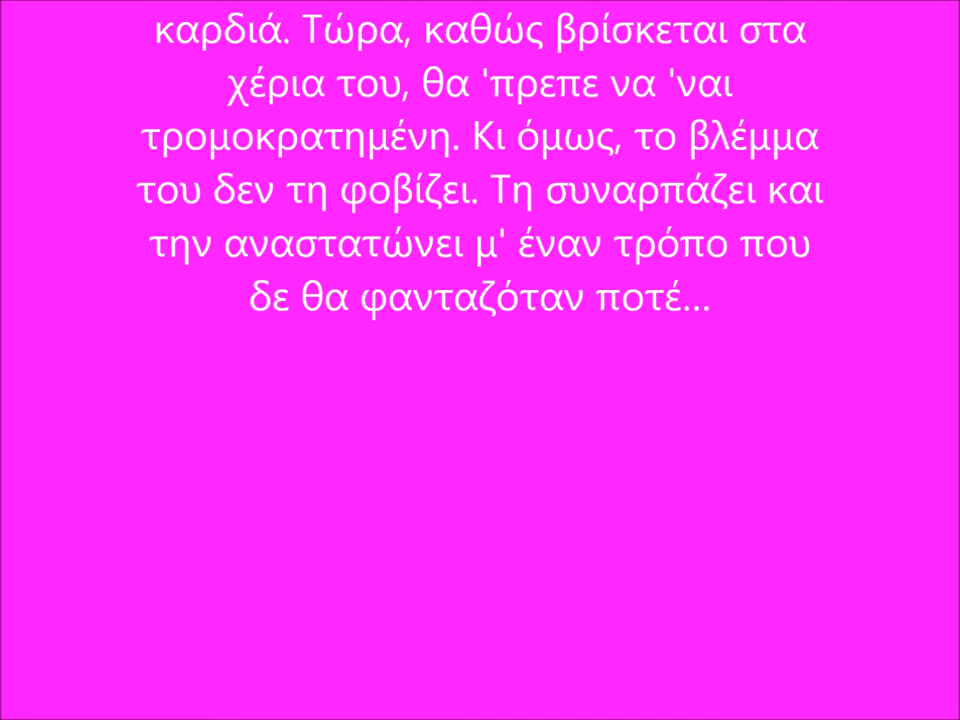 καρδιά. Τώρα, καθώς βρίσκεται στα
χέρια του, θα 'πρεπε να 'ναι
τρομοκρατημένη. Κι όμως, το βλέμμα
του δεν τη φοβίζει. Τη συναρπάζει και
την αναστατώνει μ' έναν τρόπο που
δε θα φανταζόταν ποτέ...